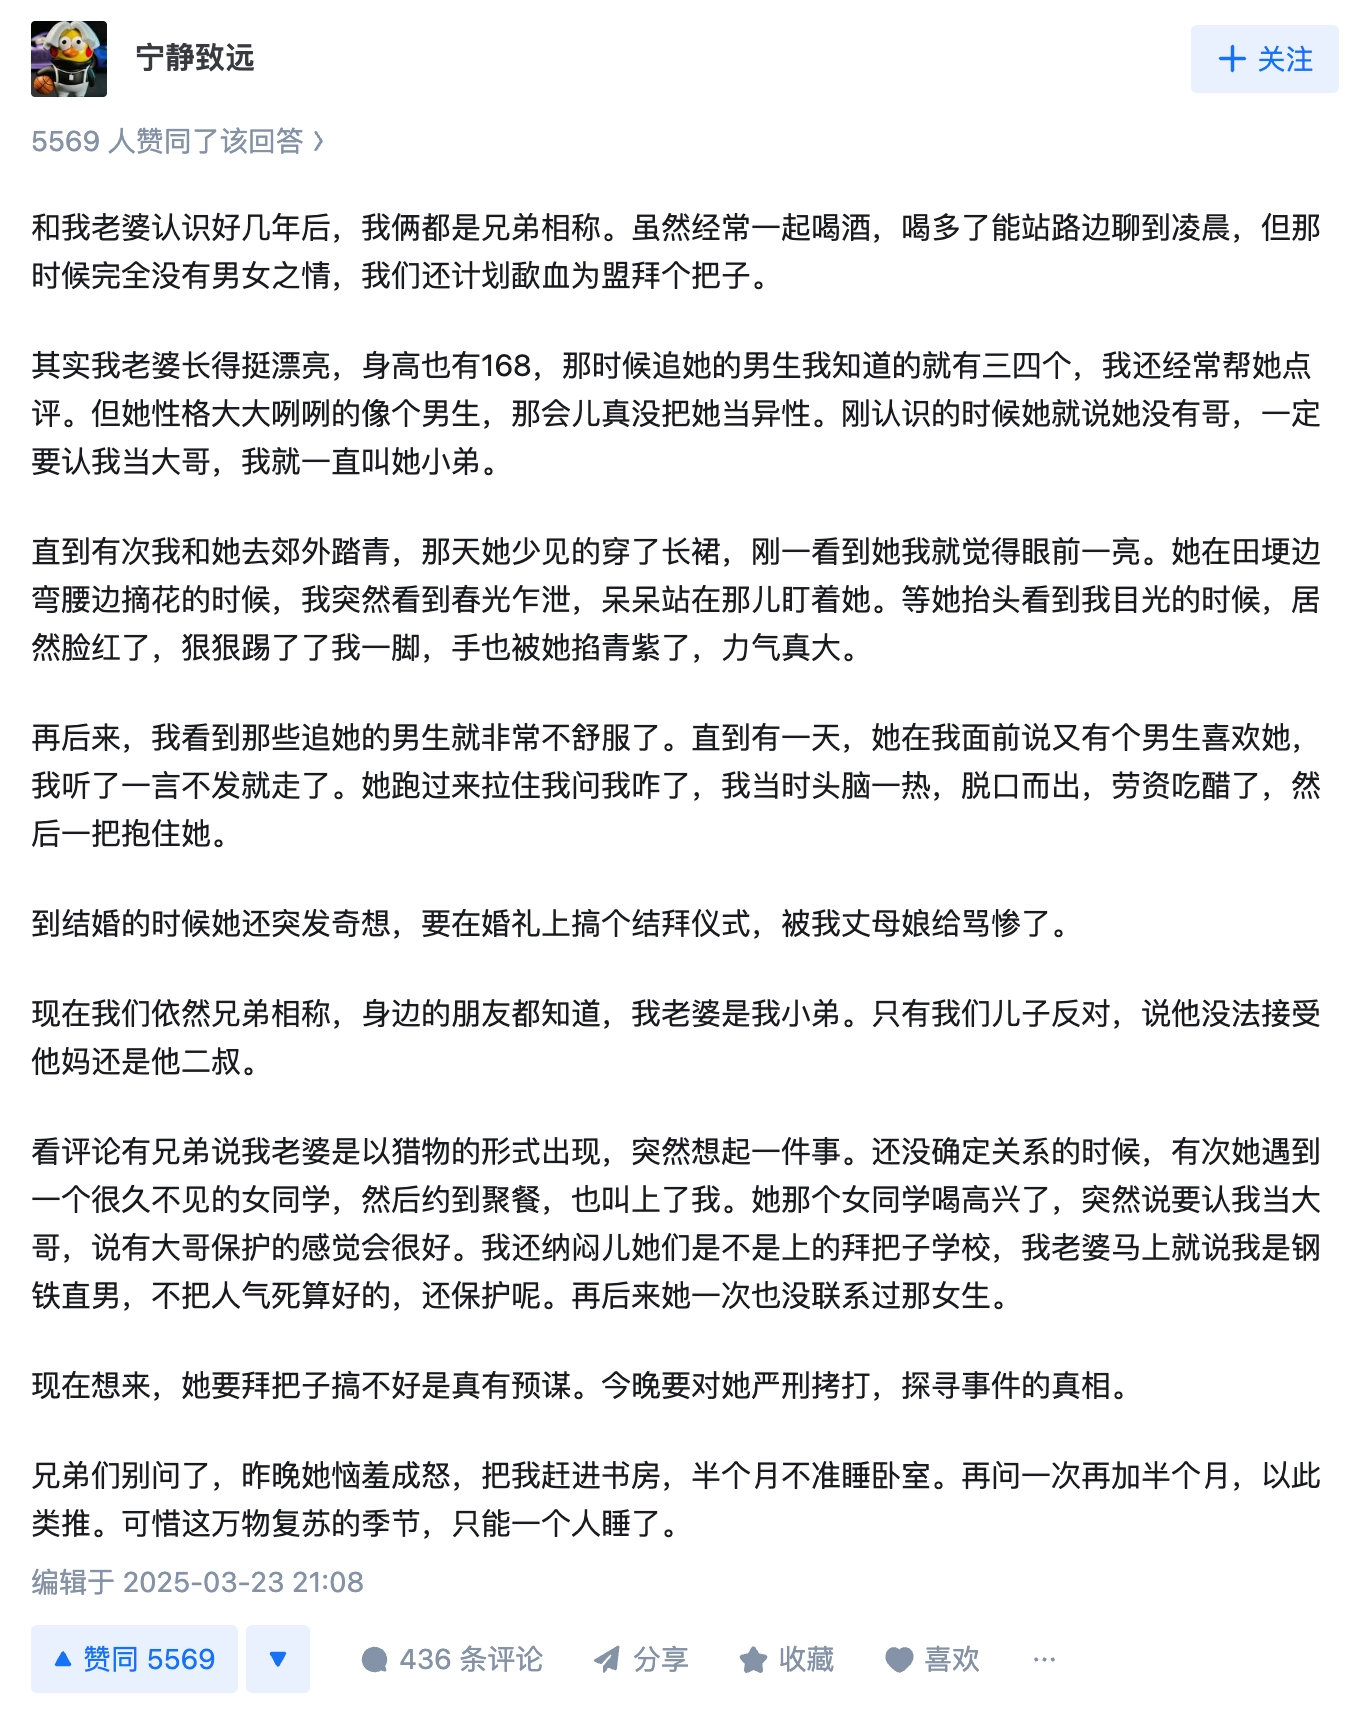 宁静致远
+ 关注
5569 人赞同了该回答 〉
和我老婆认识好几年后，我俩都是兄弟相称。虽然经常一起喝酒，喝多了能站路边聊到凌晨，但那
时候完全没有男女之情，我们还计划歃血为盟拜个把子。
其实我老婆长得挺漂亮，身高也有168，那时候追她的男生我知道的就有三四个，我还经常帮她点
评。但她性格大大咧咧的像个男生，那会儿真没把她当异性。刚认识的时候她就说她没有哥，一定
要认我当大哥，我就一直叫她小弟。
直到有次我和她去郊外踏青，那天她少见的穿了长裙，刚一看到她我就觉得眼前一亮。她在田埂边
弯腰边摘花的时候，我突然看到春光乍泄，呆呆站在那儿盯着她。等她抬头看到我目光的时候，居
然脸红了，狠狠踢了了我一脚，手也被她掐青紫了，力气真大。
再后来，我看到那些追她的男生就非常不舒服了。直到有一天，她在我面前说又有个男生喜欢她，
我听了一言不发就走了。她跑过来拉住我问我咋了，我当时头脑一热，脱口而出，劳资吃醋了，然
后一把抱住她。
到结婚的时候她还突发奇想，要在婚礼上搞个结拜仪式，被我丈母娘给骂惨了。
现在我们依然兄弟相称，身边的朋友都知道，我老婆是我小弟。只有我们儿子反对，说他没法接受
他妈还是他二叔。
看评论有兄弟说我老婆是以猎物的形式出现，突然想起一件事。还没确定关系的时候，有次她遇到
一个很久不见的女同学，然后约到聚餐，也叫上了我。她那个女同学喝高兴了，突然说要认我当大
哥，说有大哥保护的感觉会很好。我还纳闷儿她们是不是上的拜把子学校，我老婆马上就说我是钢
铁直男，不把人气死算好的，还保护呢。再后来她一次也没联系过那女生。
现在想来，她要拜把子搞不好是真有预谋。今晚要对她严刑拷打，探寻事件的真相。
兄弟们别问了，昨晚她恼羞成怒，把我赶进书房，半个月不准睡卧室。再问一次再加半个月，以此
类推。可惜这万物复苏的季节，只能一个人睡了。
编辑于 2025-03-23 21:08
赞同 5569 436 条评论 分享 收藏 喜欢 ···